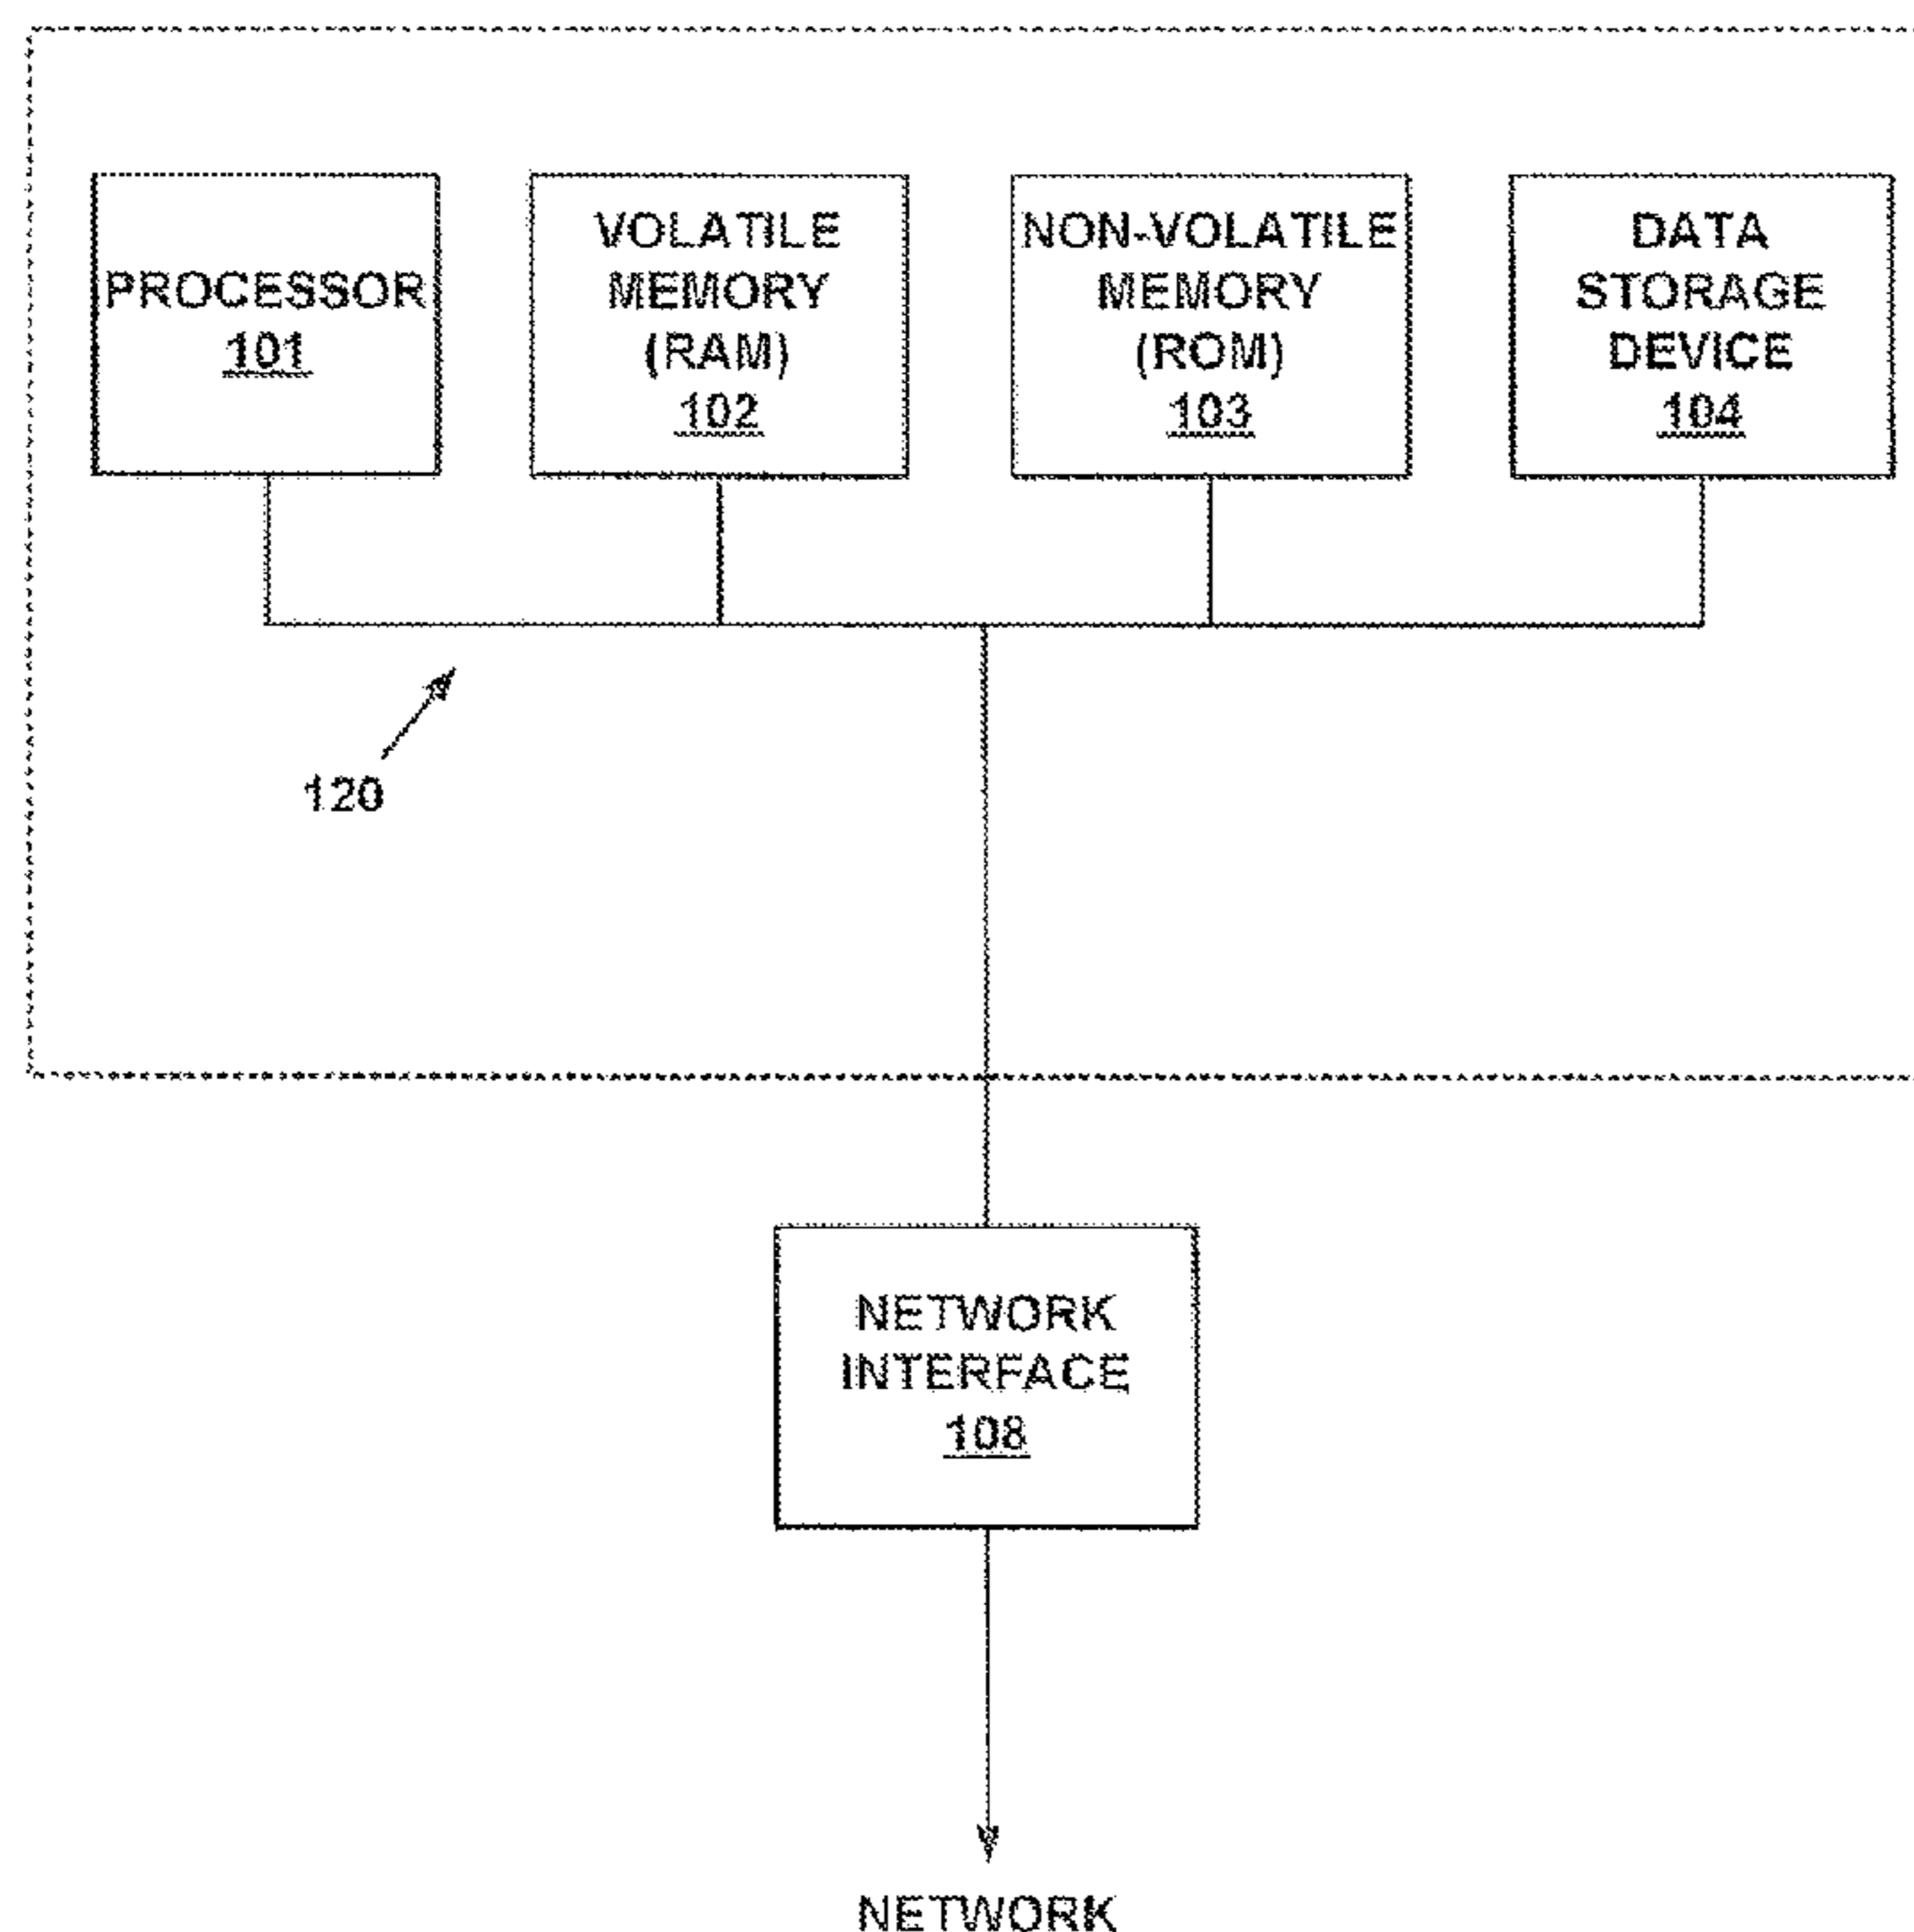 PROCESSOR
101
VOLATILE
MEMORY
(RAM)
102
NON-VOLATILE
MEMORY
(ROM)
103
DATA
STORAGE
DEVICE
104
120
NETWORK
INTERFACE
108
NETWORK